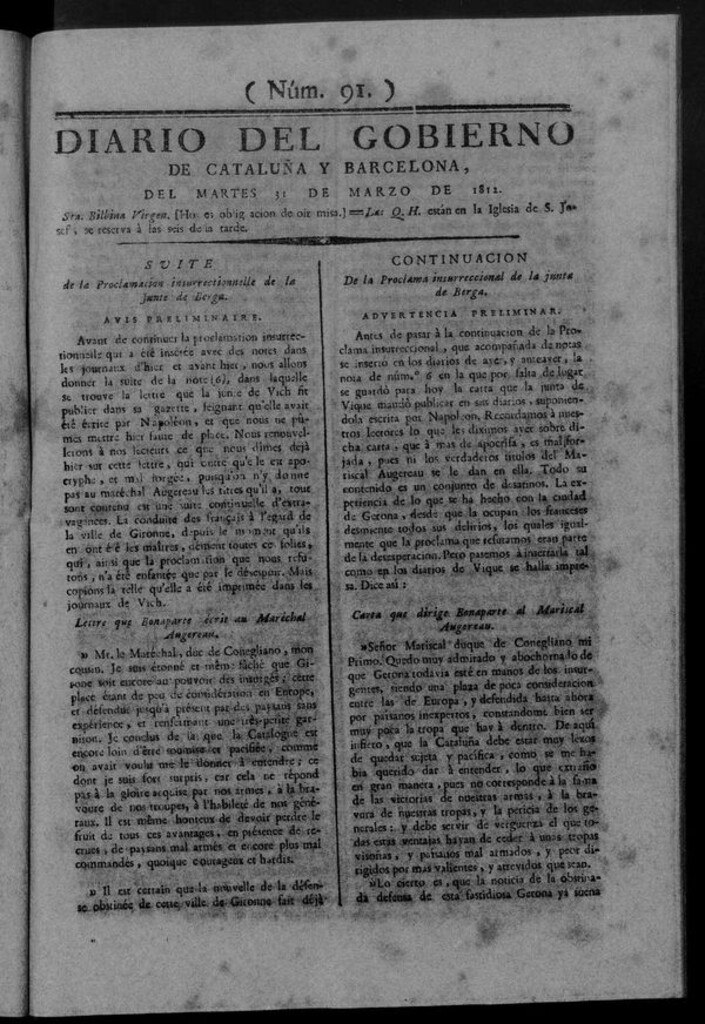 ( Núm. 91. )
DIARIO DEL GOBIERNO
DE CATALUÑA Y BARCELONA,
DEL MARTES 31 DE MARZO DE 1812.
Sta. Bilbina Virgen. [Hoi es oblig acion de oir misa.] = Las Q. H. están en la Iglesia de S. Jo-
sef, se reserva á las seis de la tarde.
SUITE
de la Proclamacion insurrectionnelle de la
Junte de Berga.
AVIS PRELIMINAIRE.
Avant de continuer la proclamation insurrec-
tionnelle qui a été insérée avec des notes dans
les journaux d'hier et avant hier, nous allons
donner la suite de la note (6), dans laquelle
se trouve la lettre que la junte de Vich fit
publier dans sa gazette, feignant qu'elle avait
été écrite par Napoléon, et que nous ne pû-
mes mettre hier faute de place. Nous renouvel-
lerons à nos lecteurs ce que nous dîmes déjà
hier sur cette lettre, qui outre qu'elle est apo-
cryphe, et mal forgée, puisqu'on n'y donne
pas au maréchal Augereau les titres qu'il a, tout
son contenu est une suite continuelle d'extra-
vagances. La conduite des français à l'égard de
la ville de Gironne, depuis le moment qu'ils
en ont été les maîtres, dément toutes ce folies,
qui, ainsi que la proclamation que nous refu-
tons, n'a été enfantée que par le désespoir. Mais
copions la telle qu'elle a été imprimée dans les
journaux de Vich.
Lettre que Bonaparte écrit au Maréchal
Augereau.
» Mr. le Maréchal, duc de Conegliano, mon
cousin. Je suis étonné et même fâché que Gi-
rone soit encore au pouvoir des insurgés; cette
place étant de peu de considération en Europe,
et défendue jusqu'à présent par des paysans sans
expérience, et renfermant une très-petite gar-
nison. Je conclus de là que la Catalogne est
encore loin d'être soumise et pacifiée, comme
on avait voulu me le donner à entendre; ce
dont je suis fort surpris, car cela ne répond
pas à la gloire acquise par nos armes, à la bra-
voure de nos troupes, à l'habileté de nos géné-
raux. Il est même honteux de devoir perdre le
fruit de tous ces avantages, en présence de re-
crues, de paysans mal armés et encore plus mal
commandés, quoique courageux et hardis.
» Il est certain que la nouvelle de la défen-
se obstinée de cette ville de Gironne fait déjà
CONTINUACION
De la Proclama insurreccional de la junta
de Berga.
ADVERTENCIA PRELIMINAR.
Antes de pasar á la continuacion de la Pro-
clama insurreccional, que acompañada de notas
se insertó en los diarios de ayer, y anteayer, la
nota de núm.º 6 en la que por falta de lugar
se guardó para hoy la carta que la junta de
Vique mandó publicar en sus diarios, suponien-
dola escrita por Napoleon. Recordamos á nues-
tros lectores lo que les diximos ayer sobre di-
cha carta, que á mas de apocrifa, es mal for-
jada, pues ni los verdaderos titulos del Ma-
riscal Augereau se le dan en ella. Todo su
contenido es un conjunto de desatinos. La ex-
periencia de lo que se ha hecho con la ciudad
de Gerona, desde que la ocupan los franceses
desmiente todos sus delirios, los quales igual-
mente que la proclama que refutamos eran parte
de la desesperacion. Pero pasemos á insertarla tal
como en los diarios de Vique se halla impre-
sa. Dice asi:
Carta que dirige Bonaparte al Mariscal
Augereau.
»Señor Mariscal duque de Conegliano mi
Primo. Quedo muy admirado y abochornado de
que Gerona todavia esté en manos de los insur-
gentes, siendo una plaza de poca consideracion
entre las de Europa, y defendida hasta ahora
por paisanos inexpertos, constandome bien ser
muy poca la tropa que hay á dentro. De aqui
infiero, que la Cataluña debe estar muy lexos
de quedar sujeta y pacifica, como se me ha-
bia querido dar á entender, lo que extraño
en gran manera, pues no corresponde á la fama
de las victorias de nuestras armas, á la bra-
vura de nuestras tropas, y la pericia de los ge-
nerales: y debe servir de verguenza el que to-
das estas ventajas hayan de ceder á unas tropas
visoñas, y paisanos mal armados, y peor di-
rigidos por mas valientes, y atrevidos que sean.
»Lo cierto es, que la noticia de la obstina-
da defensa de esta fastidiosa Gerona ya suena